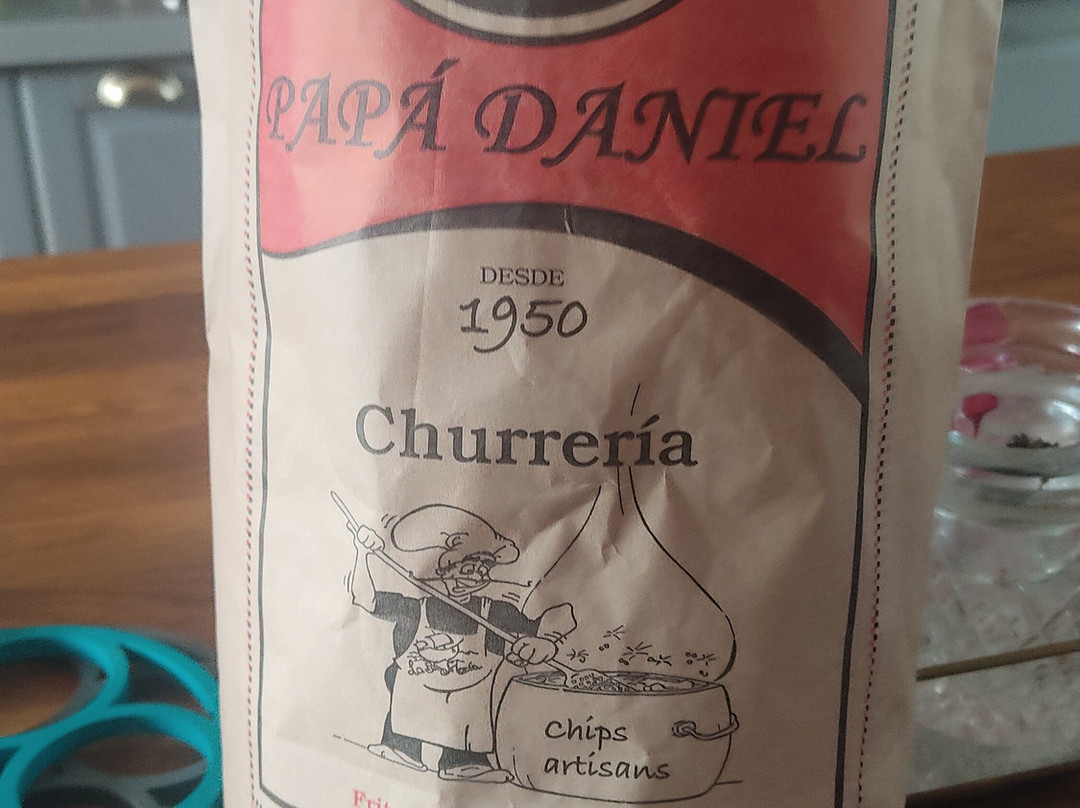 PAPÁ DANIEL
DESDE
1950
Churrería
Chips
artisans